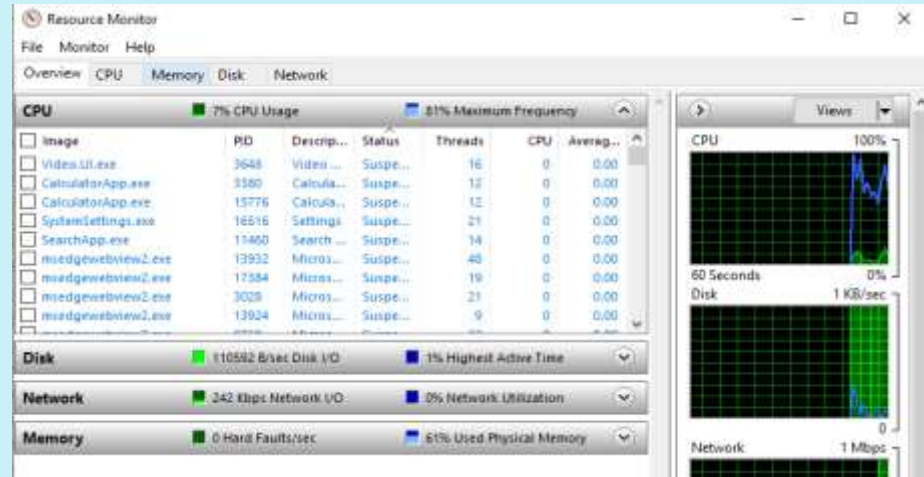 Resource Monitor
File Monitor Help
Overview CPU Memory Disk Network
CPU 7% CPU Usage 81% Maximum Frequency
Image PID Descrip... Status Threads CPU Averag...
Video.UI.exe 3648 Video ... Suspe... 16 0 0.00
CalculatorApp.exe 3380 Calcula... Suspe... 12 0 0.00
CalculatorApp.exe 15776 Calcula... Suspe... 12 0 0.00
SystemSettings.exe 16616 Settings Suspe... 21 0 0.00
SearchApp.exe 11460 Search ... Suspe... 14 0 0.00
msedgewebview2.exe 13932 Micros... Suspe... 48 0 0.00
msedgewebview2.exe 17384 Micros... Suspe... 19 0 0.00
msedgewebview2.exe 3028 Micros... Suspe... 21 0 0.00
msedgewebview2.exe 13924 Micros... Suspe... 9 0 0.00
Disk 110592 B/sec Disk I/O 1% Highest Active Time
Network 242 Kbps Network I/O 0% Network Utilization
Memory 0 Hard Faults/sec 61% Used Physical Memory
Views
CPU 100%
60 Seconds 0%
Disk 1 KB/sec
0
Network 1 Mbps